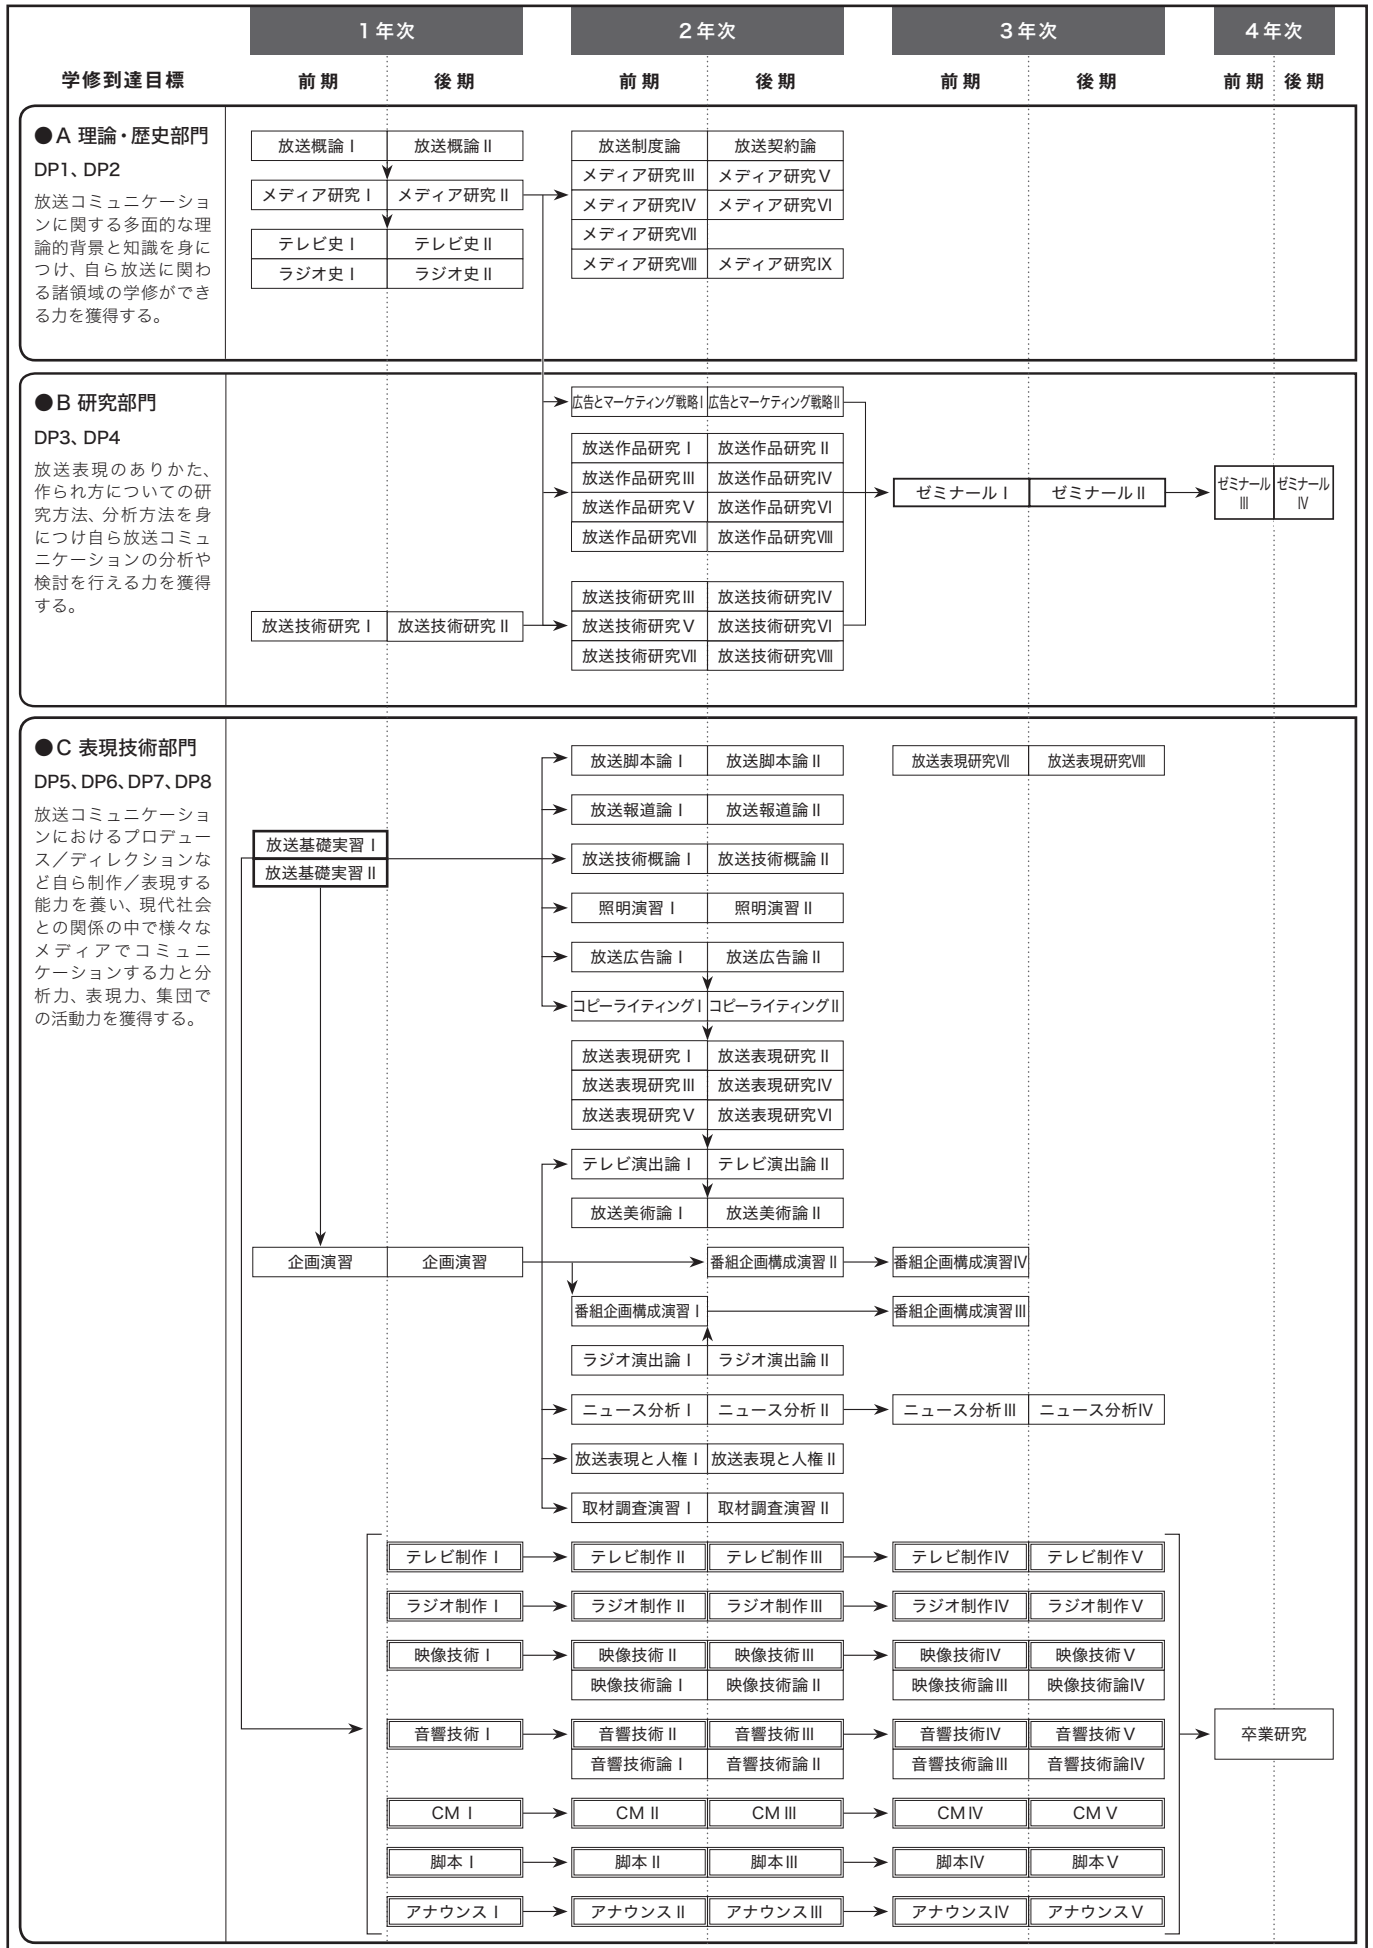 1年次 2年次 3年次 4年次
学修到達目標 前期 後期 前期 後期 前期 後期 前期 後期
●A 理論・歴史部門
DP1、DP2
放送コミュニケーショ
ンに関する多面的な理
論的背景と知識を身に
つけ、自ら放送に関わ
る諸領域の学修ができ
る力を獲得する。
放送概論Ⅰ 放送概論Ⅱ 放送制度論 放送契約論
メディア研究Ⅲ メディア研究Ⅴ
メディア研究Ⅰ メディア研究Ⅱ メディア研究Ⅳ メディア研究Ⅵ
メディア研究Ⅶ
テレビ史Ⅰ テレビ史Ⅱ メディア研究Ⅷ メディア研究Ⅸ
ラジオ史Ⅰ ラジオ史Ⅱ
●B 研究部門
DP3、DP4
放送表現のありかた、
作られ方についての研
究方法、分析方法を身
につけ自ら放送コミュ
ニケーションの分析や
検討を行える力を獲得
する。
広告とマーケティング戦略Ⅰ 広告とマーケティング戦略Ⅱ
放送作品研究Ⅰ 放送作品研究Ⅱ
放送作品研究Ⅲ 放送作品研究Ⅳ
放送作品研究Ⅴ 放送作品研究Ⅵ
放送作品研究Ⅶ 放送作品研究Ⅷ
ゼミナールⅠ ゼミナールⅡ
ゼミナール ゼミナール
Ⅲ Ⅳ
放送技術研究Ⅲ 放送技術研究Ⅳ
放送技術研究Ⅰ 放送技術研究Ⅱ 放送技術研究Ⅴ 放送技術研究Ⅵ
放送技術研究Ⅶ 放送技術研究Ⅷ
●C 表現技術部門
DP5、DP6、DP7、DP8
放送コミュニケーショ
ンにおけるプロデュー
ス/ディレクションな
ど自ら制作/表現する
能力を養い、現代社会
との関係の中で様々な
メディアでコミュニ
ケーションする力と分
析力、表現力、集団で
の活動力を獲得する。
放送脚本論Ⅰ 放送脚本論Ⅱ 放送表現研究Ⅶ 放送表現研究Ⅷ
放送報道論Ⅰ 放送報道論Ⅱ
放送基礎実習Ⅰ
放送技術概論Ⅰ 放送技術概論Ⅱ
放送基礎実習Ⅱ
照明演習Ⅰ 照明演習Ⅱ
放送広告論Ⅰ 放送広告論Ⅱ
コピーライティングⅠ コピーライティングⅡ
放送表現研究Ⅰ 放送表現研究Ⅱ
放送表現研究Ⅲ 放送表現研究Ⅳ
放送表現研究Ⅴ 放送表現研究Ⅵ
テレビ演出論Ⅰ テレビ演出論Ⅱ
放送美術論Ⅰ 放送美術論Ⅱ
企画演習 企画演習 番組企画構成演習Ⅱ 番組企画構成演習Ⅳ
番組企画構成演習Ⅰ 番組企画構成演習Ⅲ
ラジオ演出論Ⅰ ラジオ演出論Ⅱ
ニュース分析Ⅰ ニュース分析Ⅱ ニュース分析Ⅲ ニュース分析Ⅳ
放送表現と人権Ⅰ 放送表現と人権Ⅱ
取材調査演習Ⅰ 取材調査演習Ⅱ
テレビ制作Ⅰ テレビ制作Ⅱ テレビ制作Ⅲ テレビ制作Ⅳ テレビ制作Ⅴ
ラジオ制作Ⅰ ラジオ制作Ⅱ ラジオ制作Ⅲ ラジオ制作Ⅳ ラジオ制作Ⅴ
映像技術Ⅰ 映像技術Ⅱ 映像技術Ⅲ 映像技術Ⅳ 映像技術Ⅴ
映像技術論Ⅰ 映像技術論Ⅱ 映像技術論Ⅲ 映像技術論Ⅳ
音響技術Ⅰ 音響技術Ⅱ 音響技術Ⅲ 音響技術Ⅳ 音響技術Ⅴ 卒業研究
音響技術論Ⅰ 音響技術論Ⅱ 音響技術論Ⅲ 音響技術論Ⅳ
CMⅠ CMⅡ CMⅢ CMⅣ CMⅤ
脚本Ⅰ 脚本Ⅱ 脚本Ⅲ 脚本Ⅳ 脚本Ⅴ
アナウンスⅠ アナウンスⅡ アナウンスⅢ アナウンスⅣ アナウンスⅤ